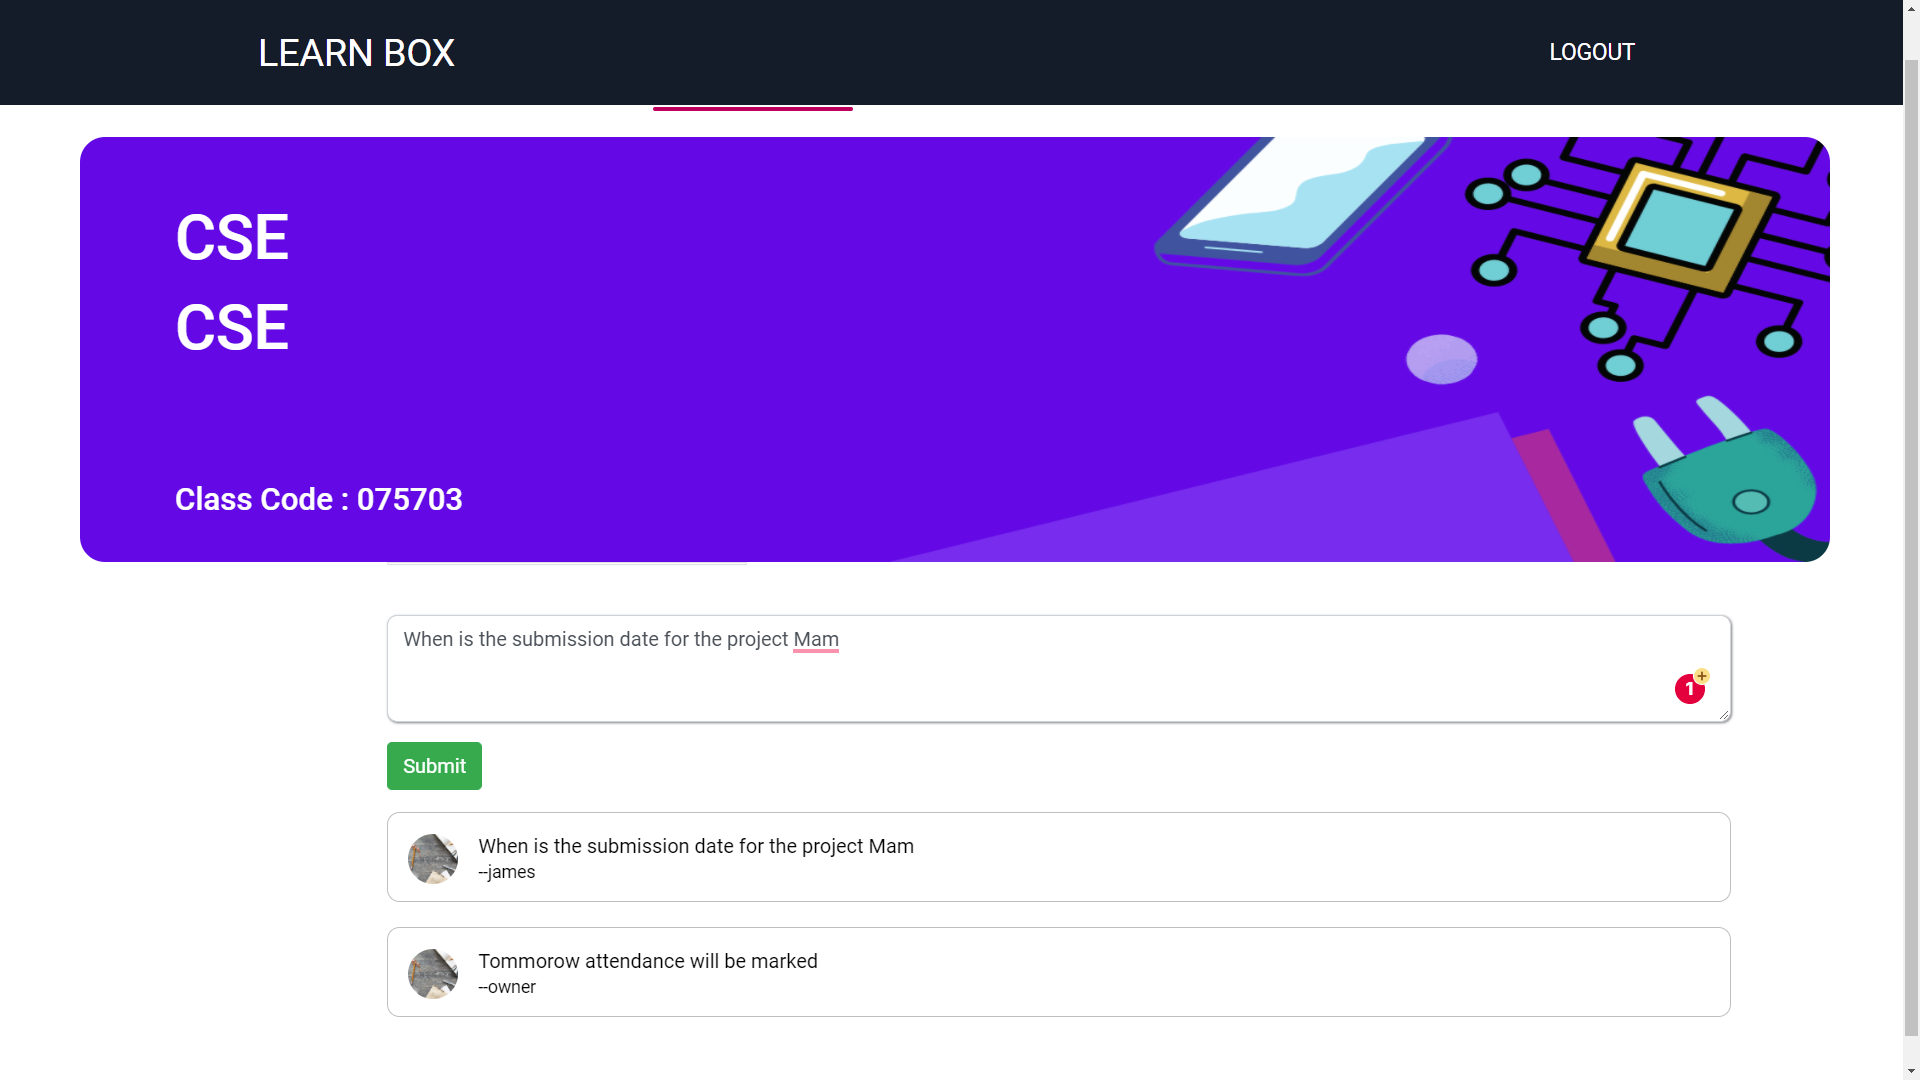 LEARN BOX
LOGOUT
CSE
CSE
Class Code : 075703
When is the submission date for the project Mam
1
Submit
When is the submission date for the project Mam
--james
Tommorow attendance will be marked
--owner